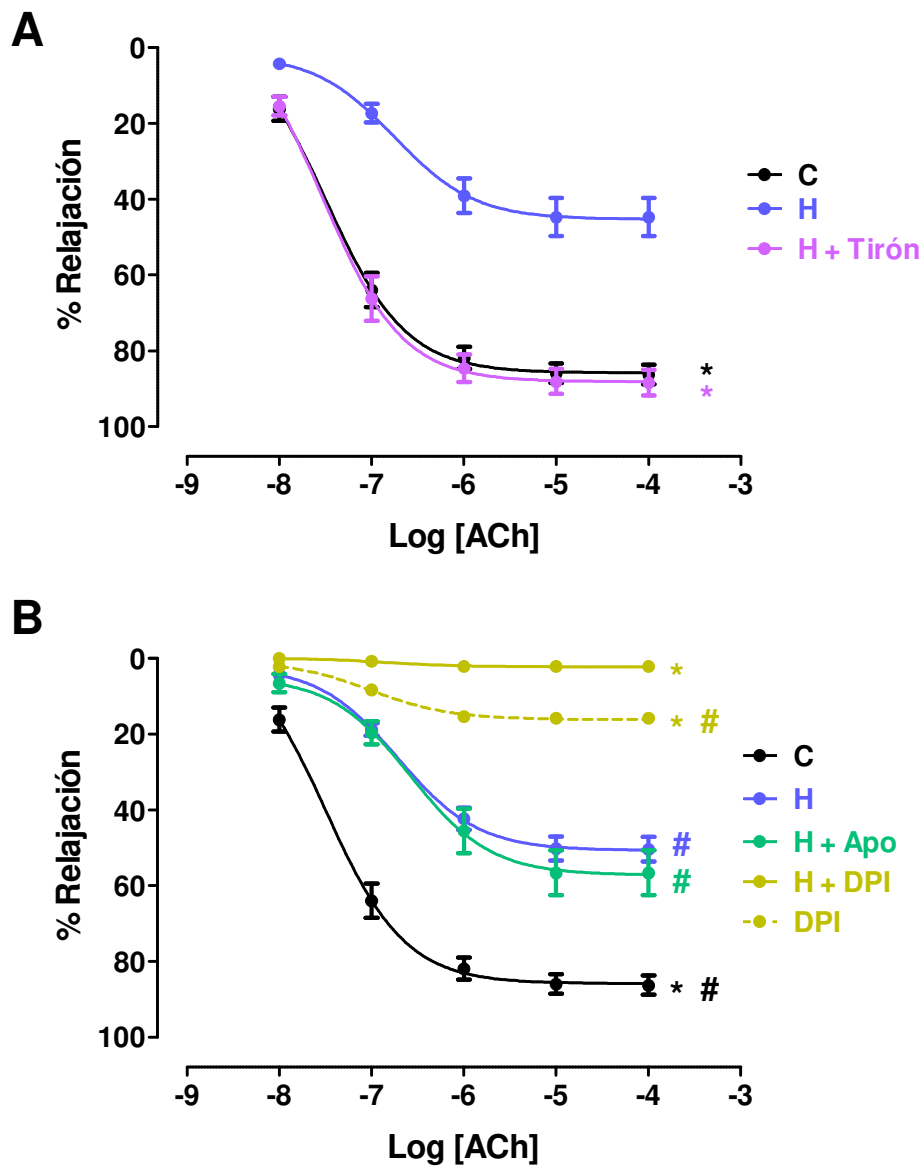 A
0
20
40
60
80
100
% Relajación
*
*
C
H
H + Tirón
-9 -8 -7 -6 -5 -4 -3
Log [ACh]
B
0
20
40
60
80
100
% Relajación
*
* #
#
#
* #
C
H
H + Apo
H + DPI
DPI
-9 -8 -7 -6 -5 -4 -3
Log [ACh]